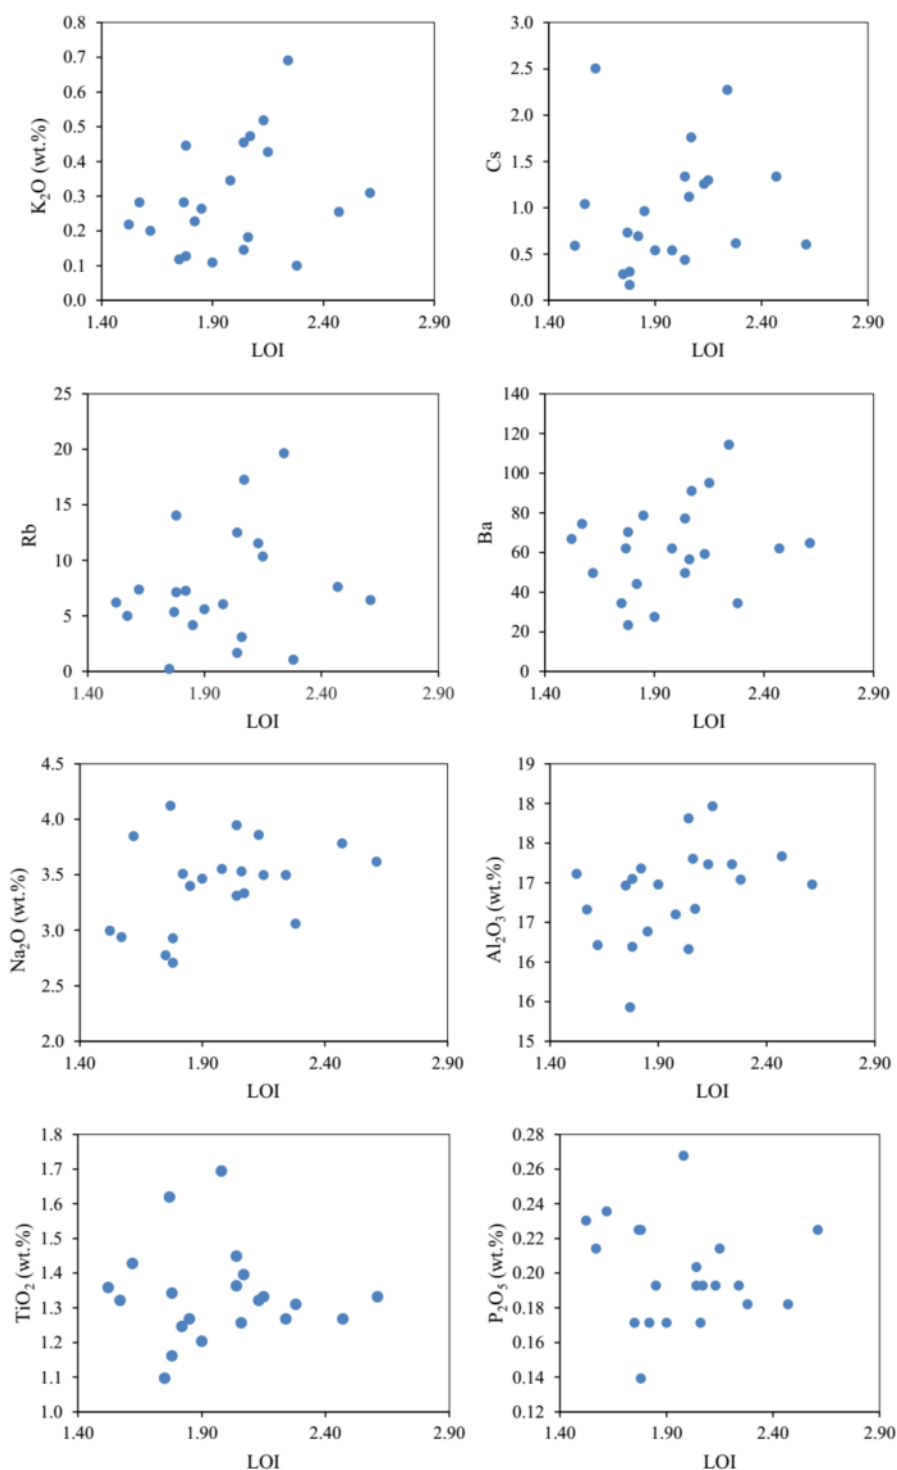 0.8
0.7
0.6
0.5
0.4
0.3
0.2
0.1
0.0
K₂O (wt.%)
1.40 1.90 2.40 2.90
LOI
3.0
2.5
2.0
1.5
1.0
0.5
0.0
Cs
1.40 1.90 2.40 2.90
LOI
25
20
15
10
5
0
Rb
1.40 1.90 2.40 2.90
LOI
140
120
100
80
60
40
20
0
Ba
1.40 1.90 2.40 2.90
LOI
4.5
4.0
3.5
3.0
2.5
2.0
Na₂O (wt.%)
1.40 1.90 2.40 2.90
LOI
19
18
18
17
17
16
16
15
Al₂O₃ (wt.%)
1.40 1.90 2.40 2.90
LOI
1.8
1.7
1.6
1.5
1.4
1.3
1.2
1.1
1.0
TiO₂ (wt.%)
1.40 1.90 2.40 2.90
LOI
0.28
0.26
0.24
0.22
0.20
0.18
0.16
0.14
0.12
P₂O₅ (wt.%)
1.40 1.90 2.40 2.90
LOI